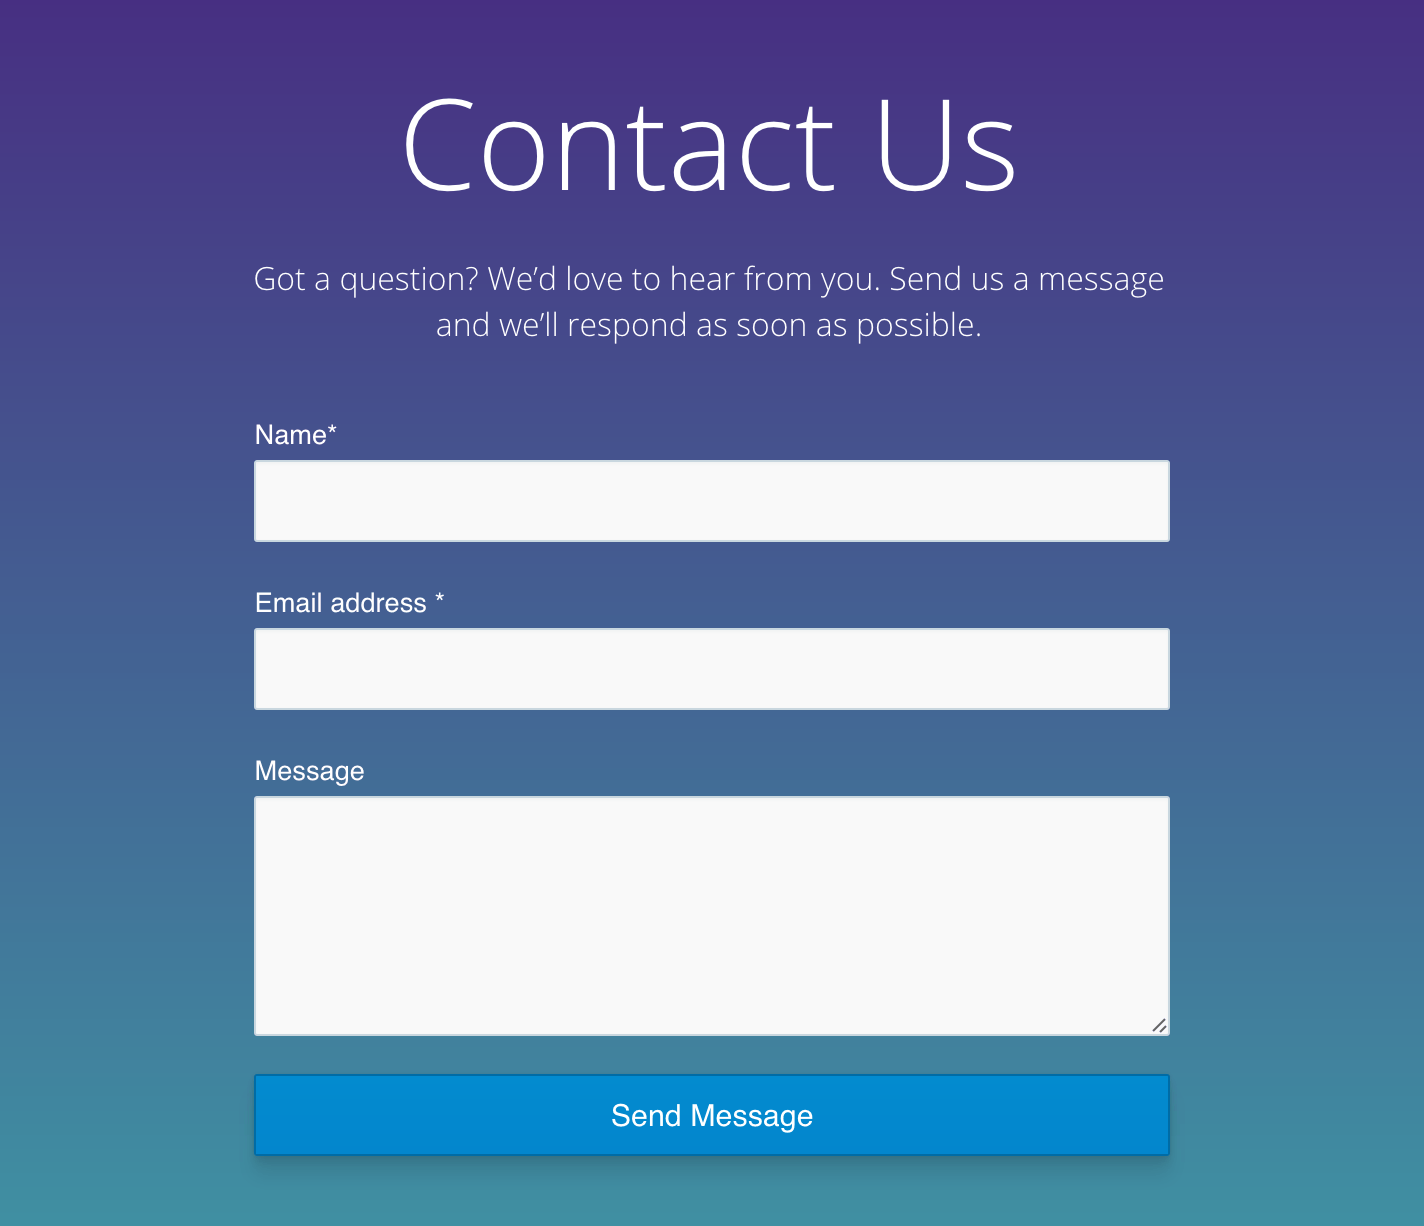 Contact Us
Got a question? We’d love to hear from you. Send us a message
and we’ll respond as soon as possible.
Name*
Email address *
Message
Send Message